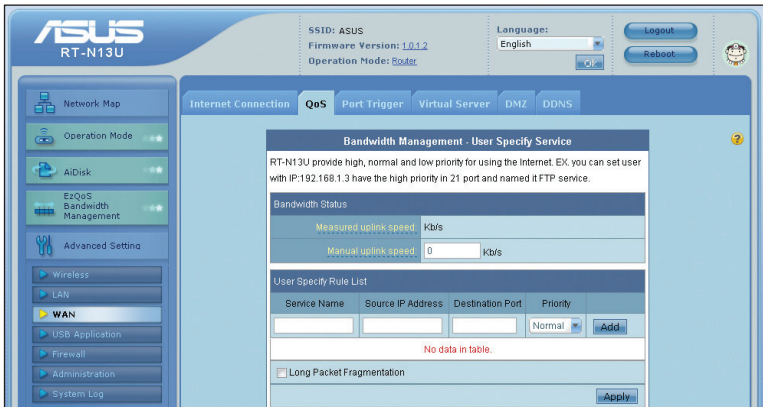 ASUS
RT-N13U
SSID: ASUS
Firmware Version: 1.0.1.2
Operation Mode: Router
Language:
English
Ok
Logout
Reboot
Network Map
Operation Mode
AiDisk
EzQoS
Bandwidth
Management
Advanced Setting
Wireless
LAN
WAN
USB Application
Firewall
Administration
System Log
Internet Connection QoS Port Trigger Virtual Server DMZ DDNS
?
Bandwidth Management - User Specify Service
RT-N13U provide high, normal and low priority for using the Internet. EX. you can set user
with IP:192.168.1.3 have the high priority in 21 port and named it FTP service.
Bandwidth Status
Measured uplink speed: Kb/s
Manual uplink speed: 0 Kb/s
User Specify Rule List
Service Name Source IP Address Destination Port Priority
Normal Add
No data in table.
Long Packet Fragmentation
Apply